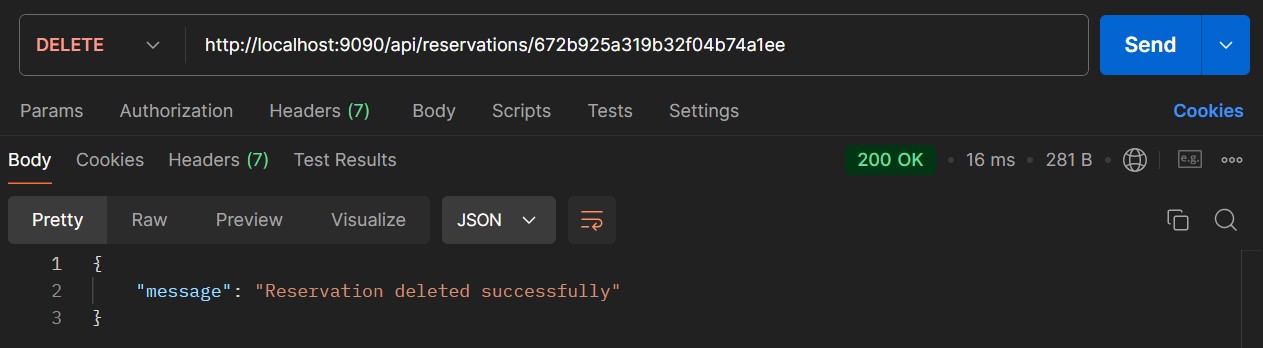 DELETE http://localhost:9090/api/reservations/672b925a319b32f04b74a1ee Send
Params Authorization Headers (7) Body Scripts Tests Settings Cookies
Body Cookies Headers (7) Test Results 200 OK • 16 ms • 281 B • e.g.
Pretty Raw Preview Visualize JSON
1 {
2 "message": "Reservation deleted successfully"
3 }